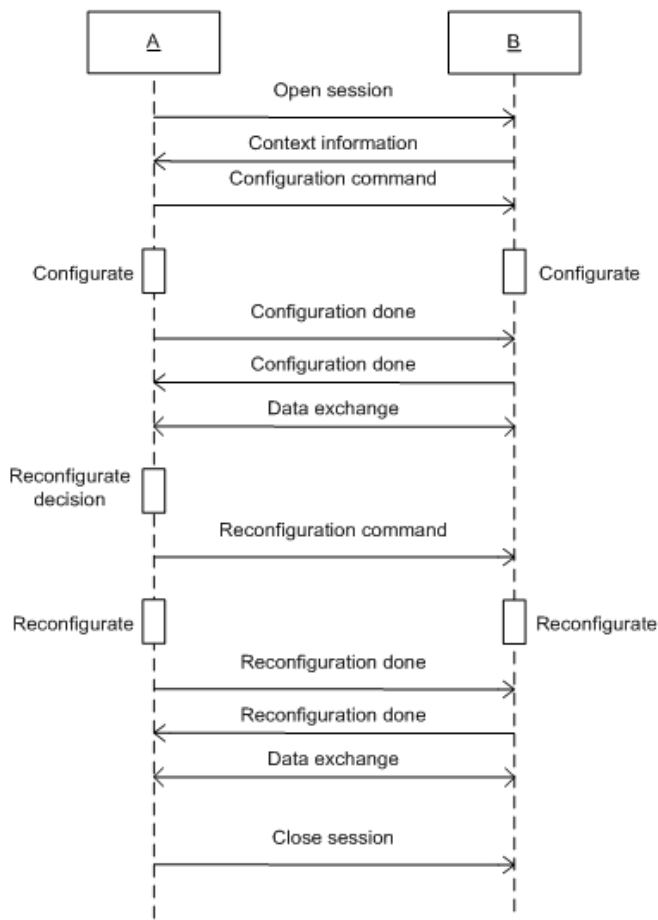 A
B
Open session
Context information
Configuration command
Configurate
Configurate
Configuration done
Configuration done
Data exchange
Reconfigurate
decision
Reconfiguration command
Reconfigurate
Reconfigurate
Reconfiguration done
Reconfiguration done
Data exchange
Close session